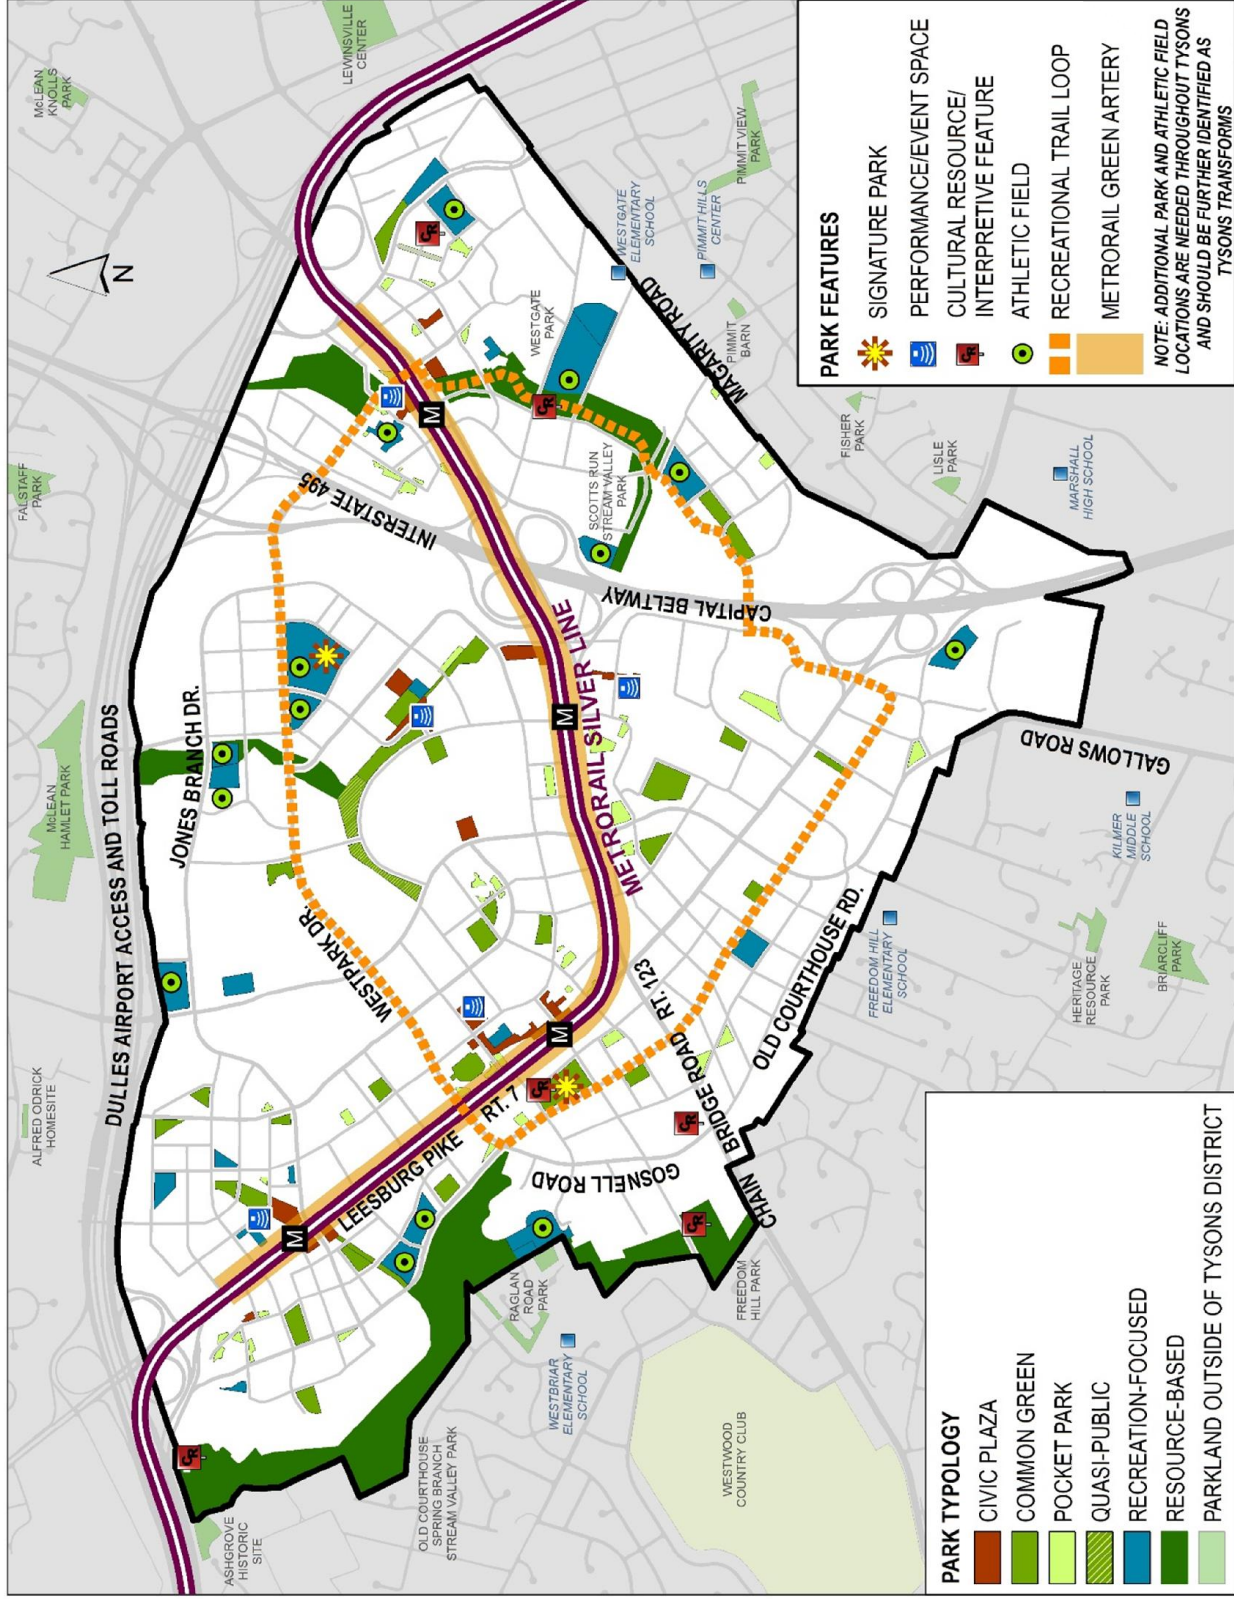 McLEAN
KNOLLS
PARK
LEWINSVILLE
CENTER
FALSTAFF
PARK
McLEAN
HAMLET PARK
ALFRED ODRICK
HOMESITE
DULLES AIRPORT ACCESS AND TOLL ROADS
JONES BRANCH DR.
WESTPARK DR.
INTERSTATE 495
CAPITAL BELTWAY
METRORAIL SILVER LINE
LEESBURG PIKE
RT. 7
GOSNELL ROAD
CHAIN BRIDGE ROAD RT. 123
OLD COURTHOUSE RD.
GALLOWS ROAD
MAGARITY ROAD
M
M
M
M
CR
CR
CR
CR
CR
CR
N
WESTGATE
PARK
SCOTTS RUN
STREAM VALLEY
PARK
WESTGATE
ELEMENTARY
SCHOOL
PIMMIT HILLS
CENTER
PIMMIT VIEW
PARK
PIMMIT
BARN
FISHER
PARK
LISLE
PARK
MARSHALL
HIGH SCHOOL
KILMER
MIDDLE
SCHOOL
FREEDOM HILL
ELEMENTARY
SCHOOL
HERITAGE
RESOURCE
PARK
BRIARCLIFF
PARK
FREEDOM
HILL PARK
RAGLAN
ROAD
PARK
WESTBRIAR
ELEMENTARY
SCHOOL
WESTWOOD
COUNTRY CLUB
OLD COURTHOUSE
SPRING BRANCH
STREAM VALLEY PARK
ASHGROVE
HISTORIC
SITE
PARK FEATURES
SIGNATURE PARK
PERFORMANCE/EVENT SPACE
CR
CULTURAL RESOURCE/
INTERPRETIVE FEATURE
ATHLETIC FIELD
RECREATIONAL TRAIL LOOP
METRORAIL GREEN ARTERY
NOTE: ADDITIONAL PARK AND ATHLETIC FIELD
LOCATIONS ARE NEEDED THROUGHOUT TYSONS
AND SHOULD BE FURTHER IDENTIFIED AS
TYSONS TRANSFORMS
PARK TYPOLOGY
CIVIC PLAZA
COMMON GREEN
POCKET PARK
QUASI-PUBLIC
RECREATION-FOCUSED
RESOURCE-BASED
PARKLAND OUTSIDE OF TYSONS DISTRICT